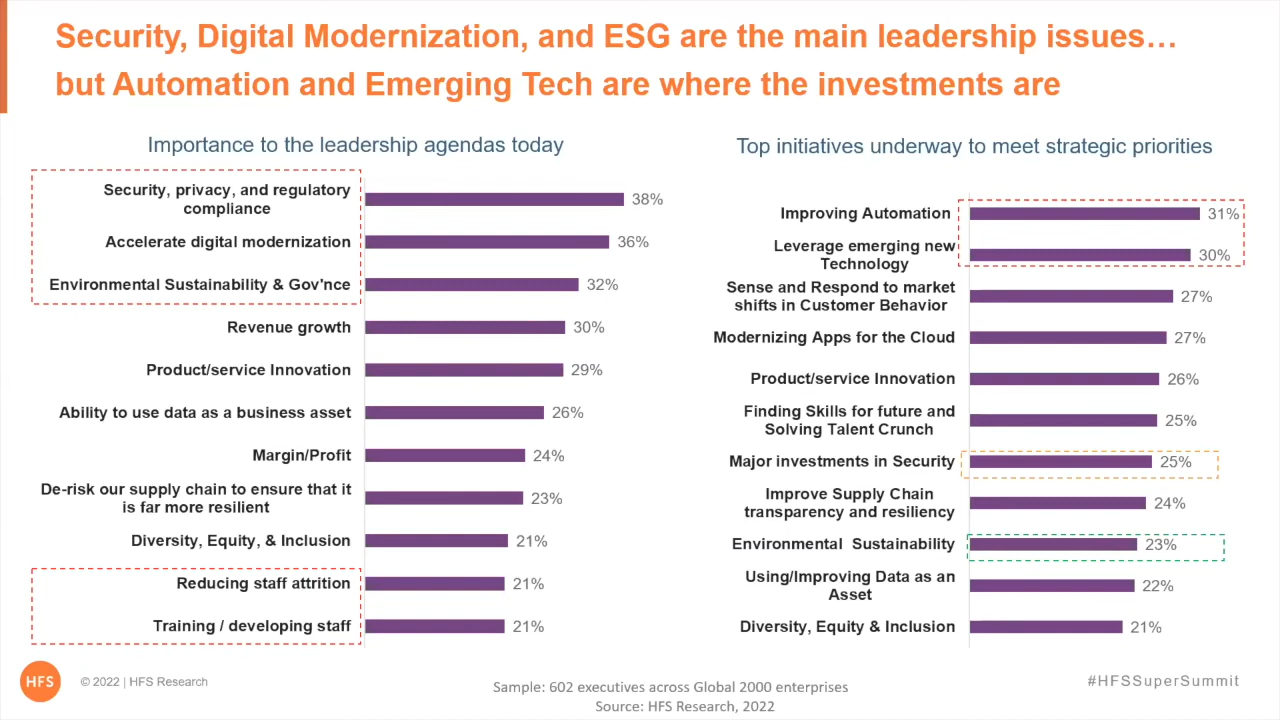 Security, Digital Modernization, and ESG are the main leadership issues…
but Automation and Emerging Tech are where the investments are
Importance to the leadership agendas today
Security, privacy, and regulatory
compliance
38%
Accelerate digital modernization
36%
Environmental Sustainability & Gov'nce
32%
Revenue growth
30%
Product/service Innovation
29%
Ability to use data as a business asset
26%
Margin/Profit
24%
De-risk our supply chain to ensure that it
is far more resilient
23%
Diversity, Equity, & Inclusion
21%
Reducing staff attrition
21%
Training / developing staff
21%
Top initiatives underway to meet strategic priorities
Improving Automation
31%
Leverage emerging new
Technology
30%
Sense and Respond to market
shifts in Customer Behavior
27%
Modernizing Apps for the Cloud
27%
Product/service Innovation
26%
Finding Skills for future and
Solving Talent Crunch
25%
Major investments in Security
25%
Improve Supply Chain
transparency and resiliency
24%
Environmental  Sustainability
23%
Using/Improving Data as an
Asset
22%
Diversity, Equity & Inclusion
21%
HFS
© 2022 | HFS Research
Sample: 602 executives across Global 2000 enterprises
Source: HFS Research, 2022
#HFSSuperSummit